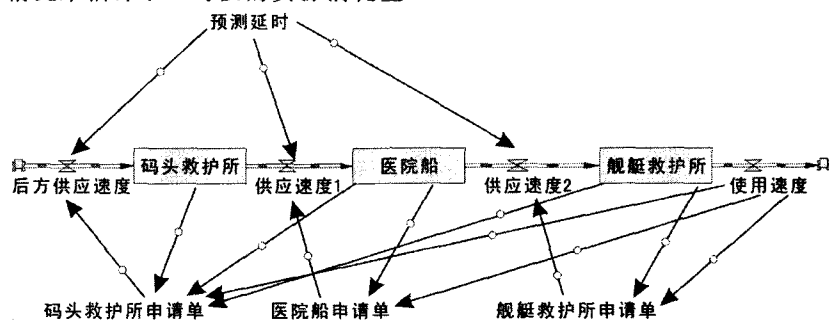 预测延时
码头救护所 医院船 舰艇救护所
后方供应速度 供应速度1 供应速度2 使用速度
码头救护所申请单 医院船申请单 舰艇救护所申请单